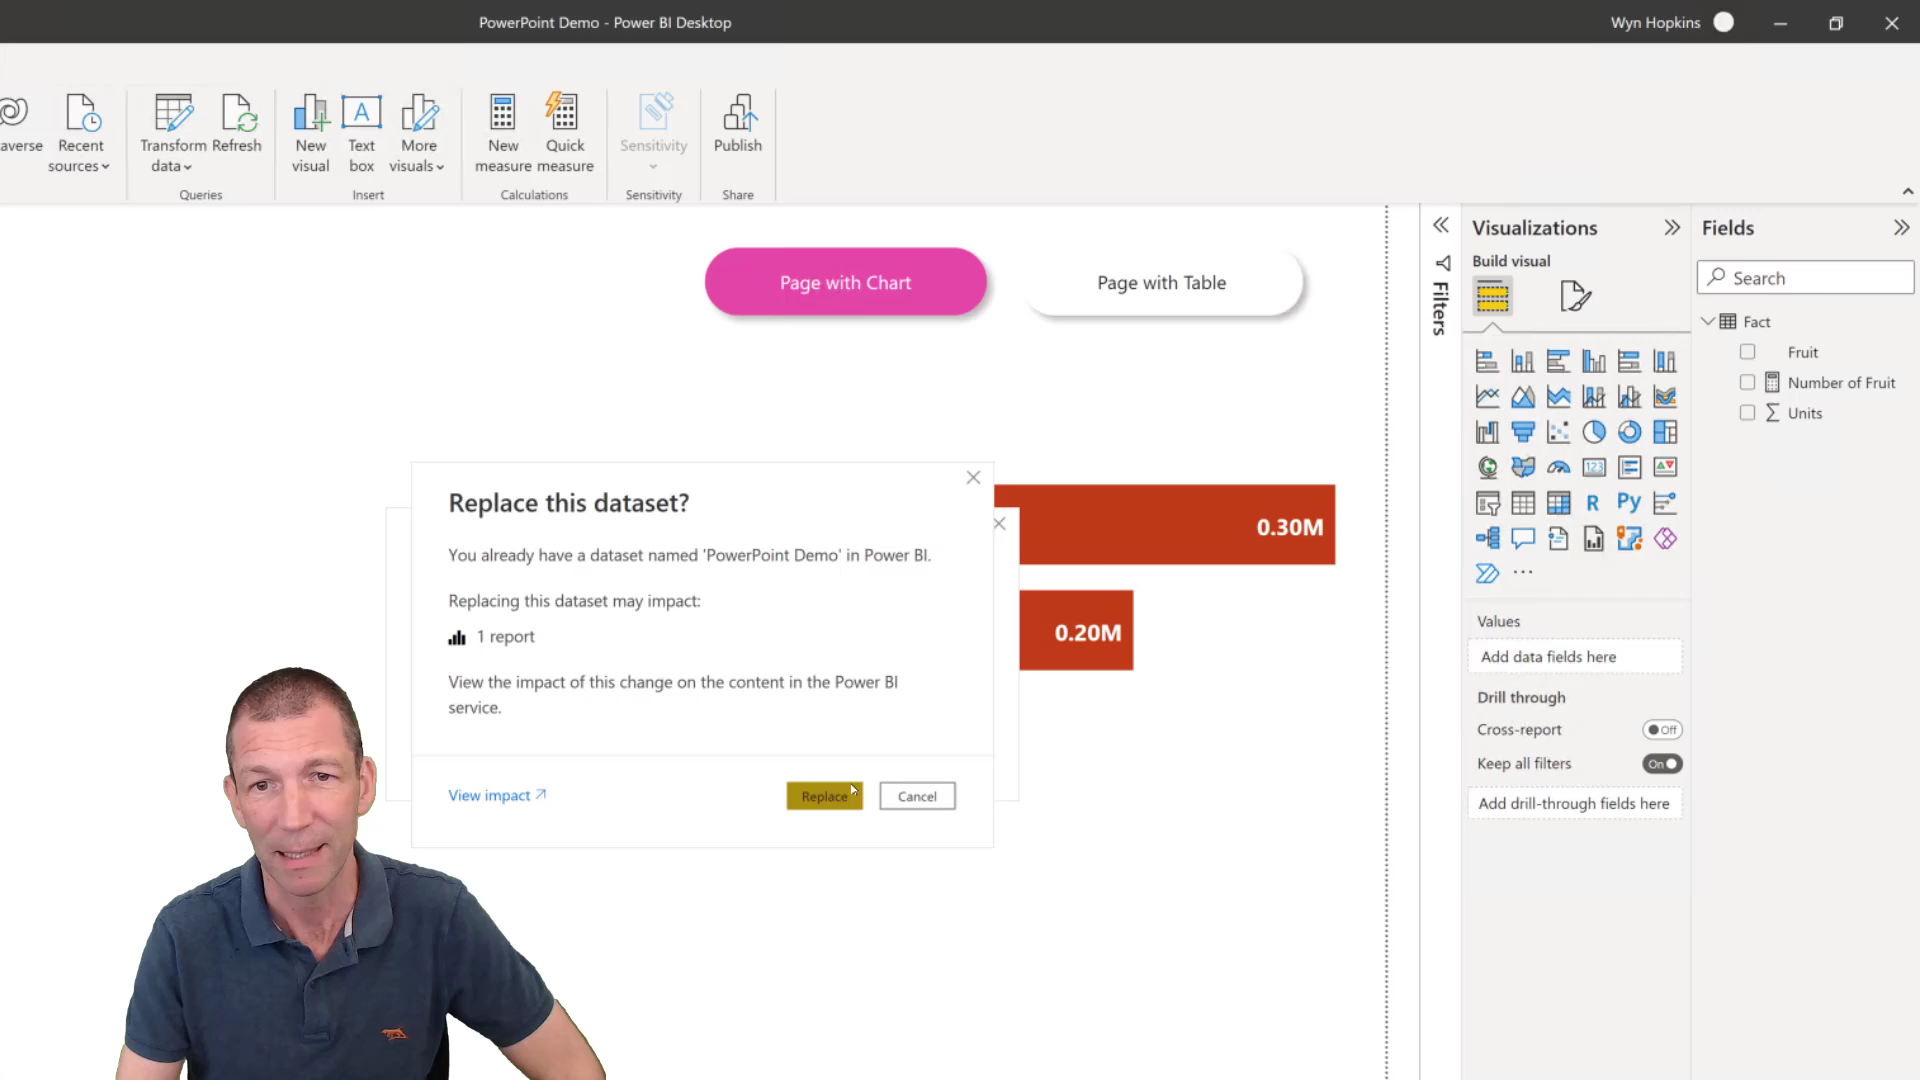 PowerPoint Demo - Power BI Desktop
Wyn Hopkins
averse
Recent
sources
Transform
data
Refresh
Queries
New
visual
Text
box
More
visuals
Insert
New
measure
Quick
measure
Calculations
Sensitivity
Sensitivity
Publish
Share
Page with Chart
Page with Table
0.30M
0.20M
Replace this dataset?
You already have a dataset named 'PowerPoint Demo' in Power BI.
Replacing this dataset may impact:
1 report
View the impact of this change on the content in the Power BI
service.
View impact
Replace
Cancel
Filters
Visualizations
Build visual
123
R
Py
...
Values
Add data fields here
Drill through
Cross-report
Off
Keep all filters
On
Add drill-through fields here
Fields
Search
Fact
Fruit
Number of Fruit
Units